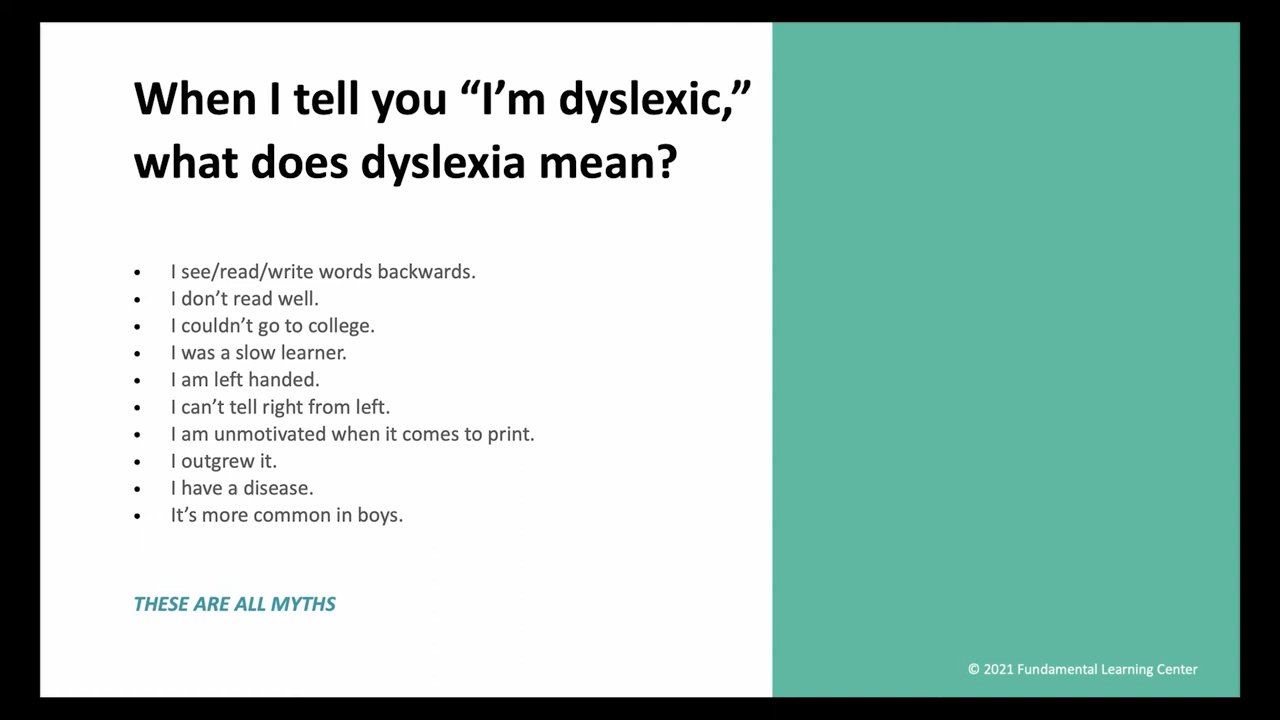 When I tell you “I’m dyslexic,”
what does dyslexia mean?
• I see/read/write words backwards.
• I don’t read well.
• I couldn’t go to college.
• I was a slow learner.
• I am left handed.
• I can’t tell right from left.
• I am unmotivated when it comes to print.
• I outgrew it.
• I have a disease.
• It’s more common in boys.
THESE ARE ALL MYTHS
© 2021 Fundamental Learning Center